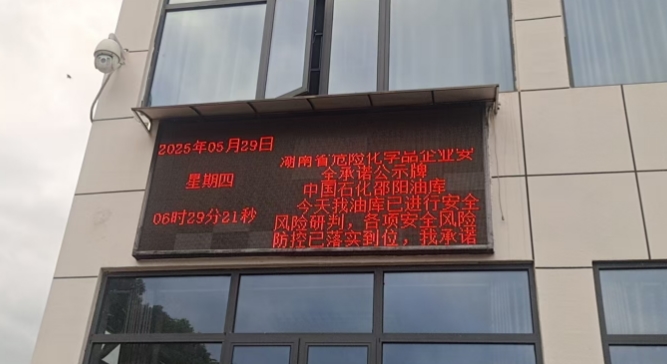 2025年05月29日
星期四
06时29分21秒
湖南省危险化学品企业安
全承诺公示牌
中国石化邵阳油库
今天我油库已进行安全
风险研判，各项安全风险
防控已落实到位，我承诺